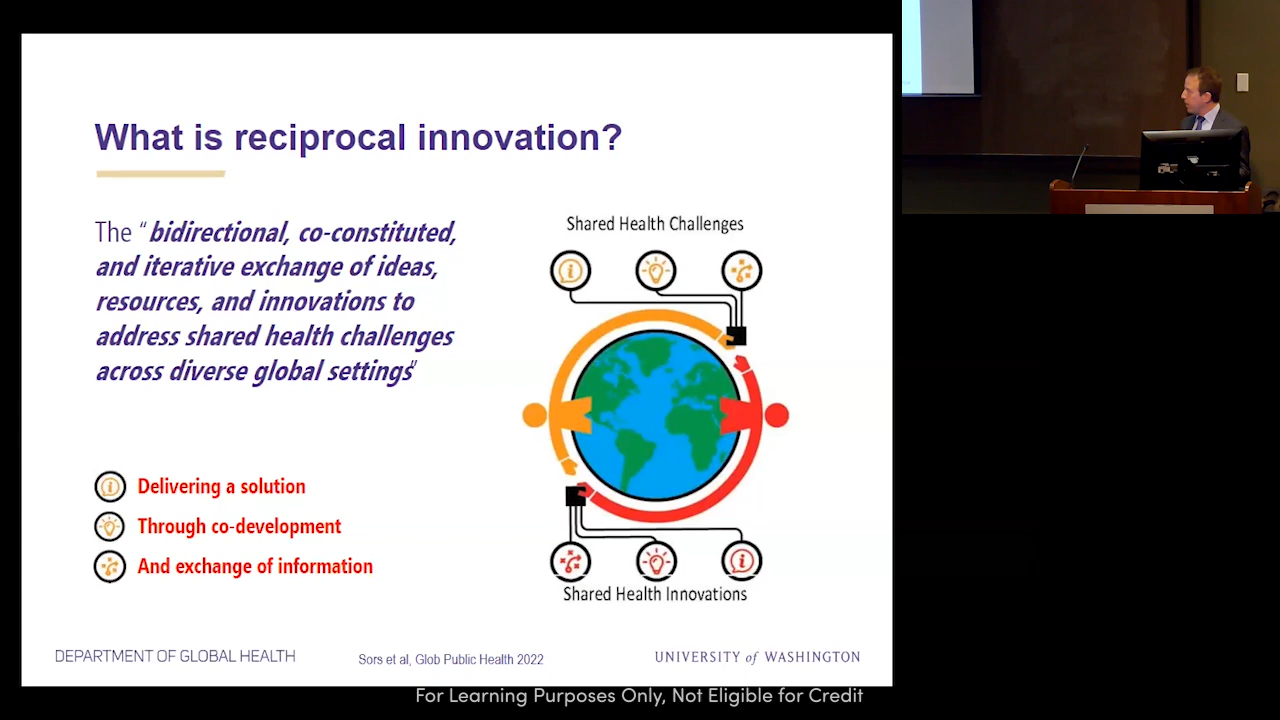 What is reciprocal innovation?
The “bidirectional, co-constituted,
and iterative exchange of ideas,
resources, and innovations to
address shared health challenges
across diverse global settings”
Delivering a solution
Through co-development
And exchange of information
Shared Health Challenges
Shared Health Innovations
DEPARTMENT OF GLOBAL HEALTH
Sors et al, Glob Public Health 2022
UNIVERSITY of WASHINGTON
For Learning Purposes Only, Not Eligible for Credit